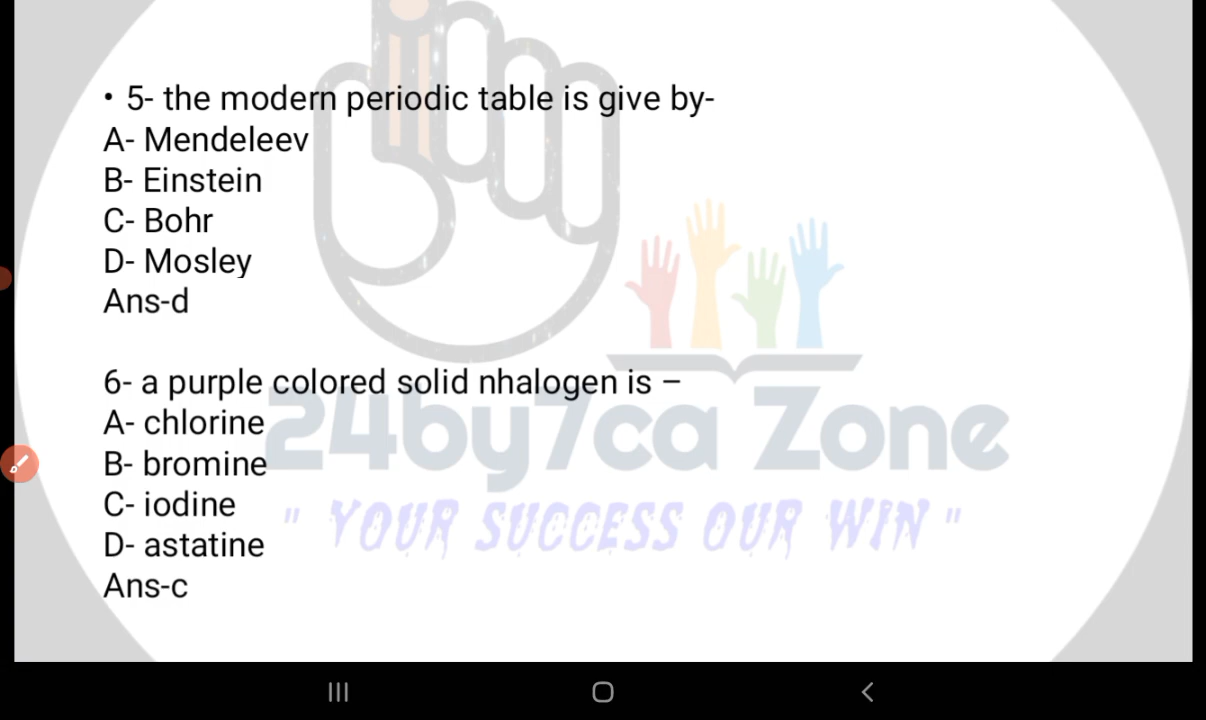 • 5- the modern periodic table is give by-
A- Mendeleev
B- Einstein
C- Bohr
D- Mosley
Ans-d
6- a purple colored solid nhalogen is –
A- chlorine
B- bromine
C- iodine
D- astatine
Ans-c
24by7ca Zone
" YOUR SUCCESS OUR WIN "